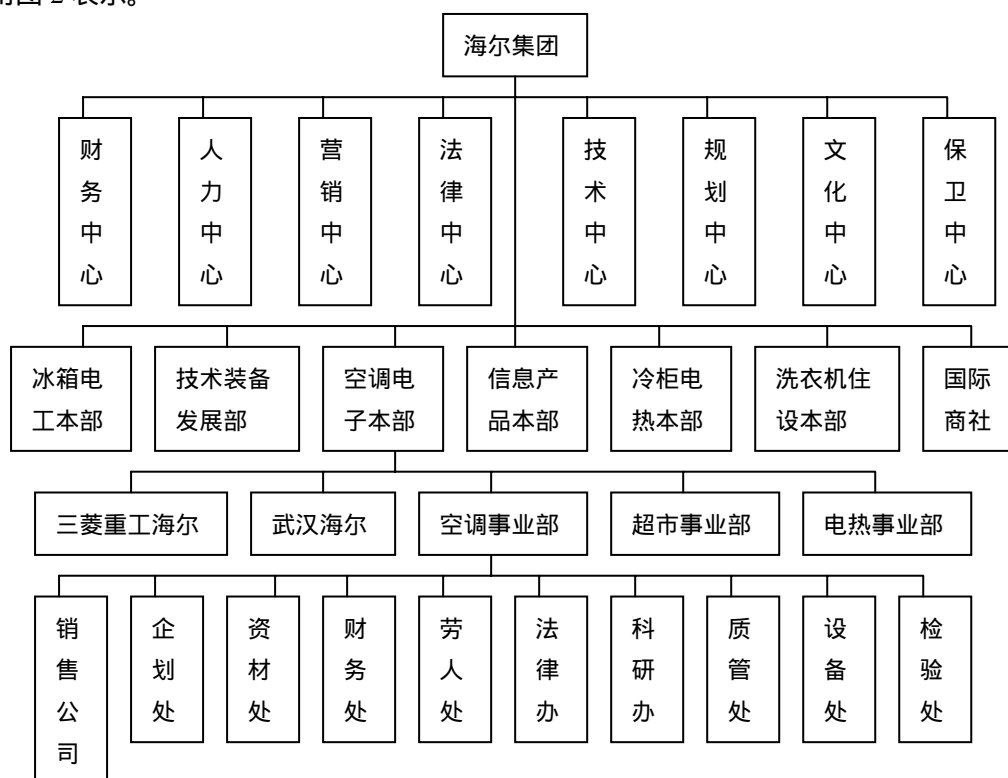 用图 2 表示。
海尔集团
财务中心
人力中心
营销中心
法律中心
技术中心
规划中心
文化中心
保卫中心
冰箱电
工本部
技术装备
发展部
空调电
子本部
信息产
品本部
冷柜电
热本部
洗衣机住
设本部
国际
商社
三菱重工海尔
武汉海尔
空调事业部
超市事业部
电热事业部
销售公司
企划处
资材处
财务处
劳人处
法律办
科研办
质管处
设备处
检验处